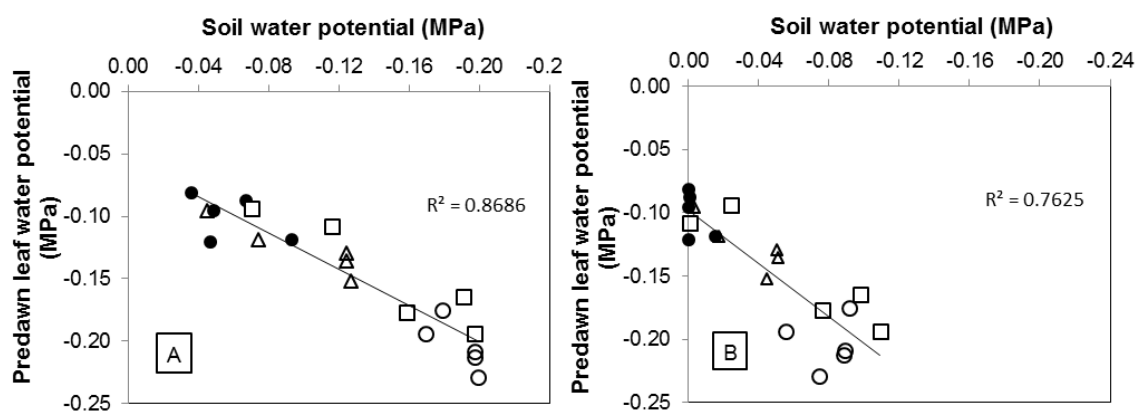 Soil water potential (MPa)
0.00 -0.04 -0.08 -0.12 -0.16 -0.20 -0.2
Predawn leaf water potential
(MPa)
0.00
-0.05
-0.10
-0.15
-0.20
-0.25
R² = 0.8686
A
Soil water potential (MPa)
0.00 -0.04 -0.08 -0.12 -0.16 -0.20 -0.24
Predawn leaf water potential
(MPa)
0.00
-0.05
-0.10
-0.15
-0.20
-0.25
R² = 0.7625
B